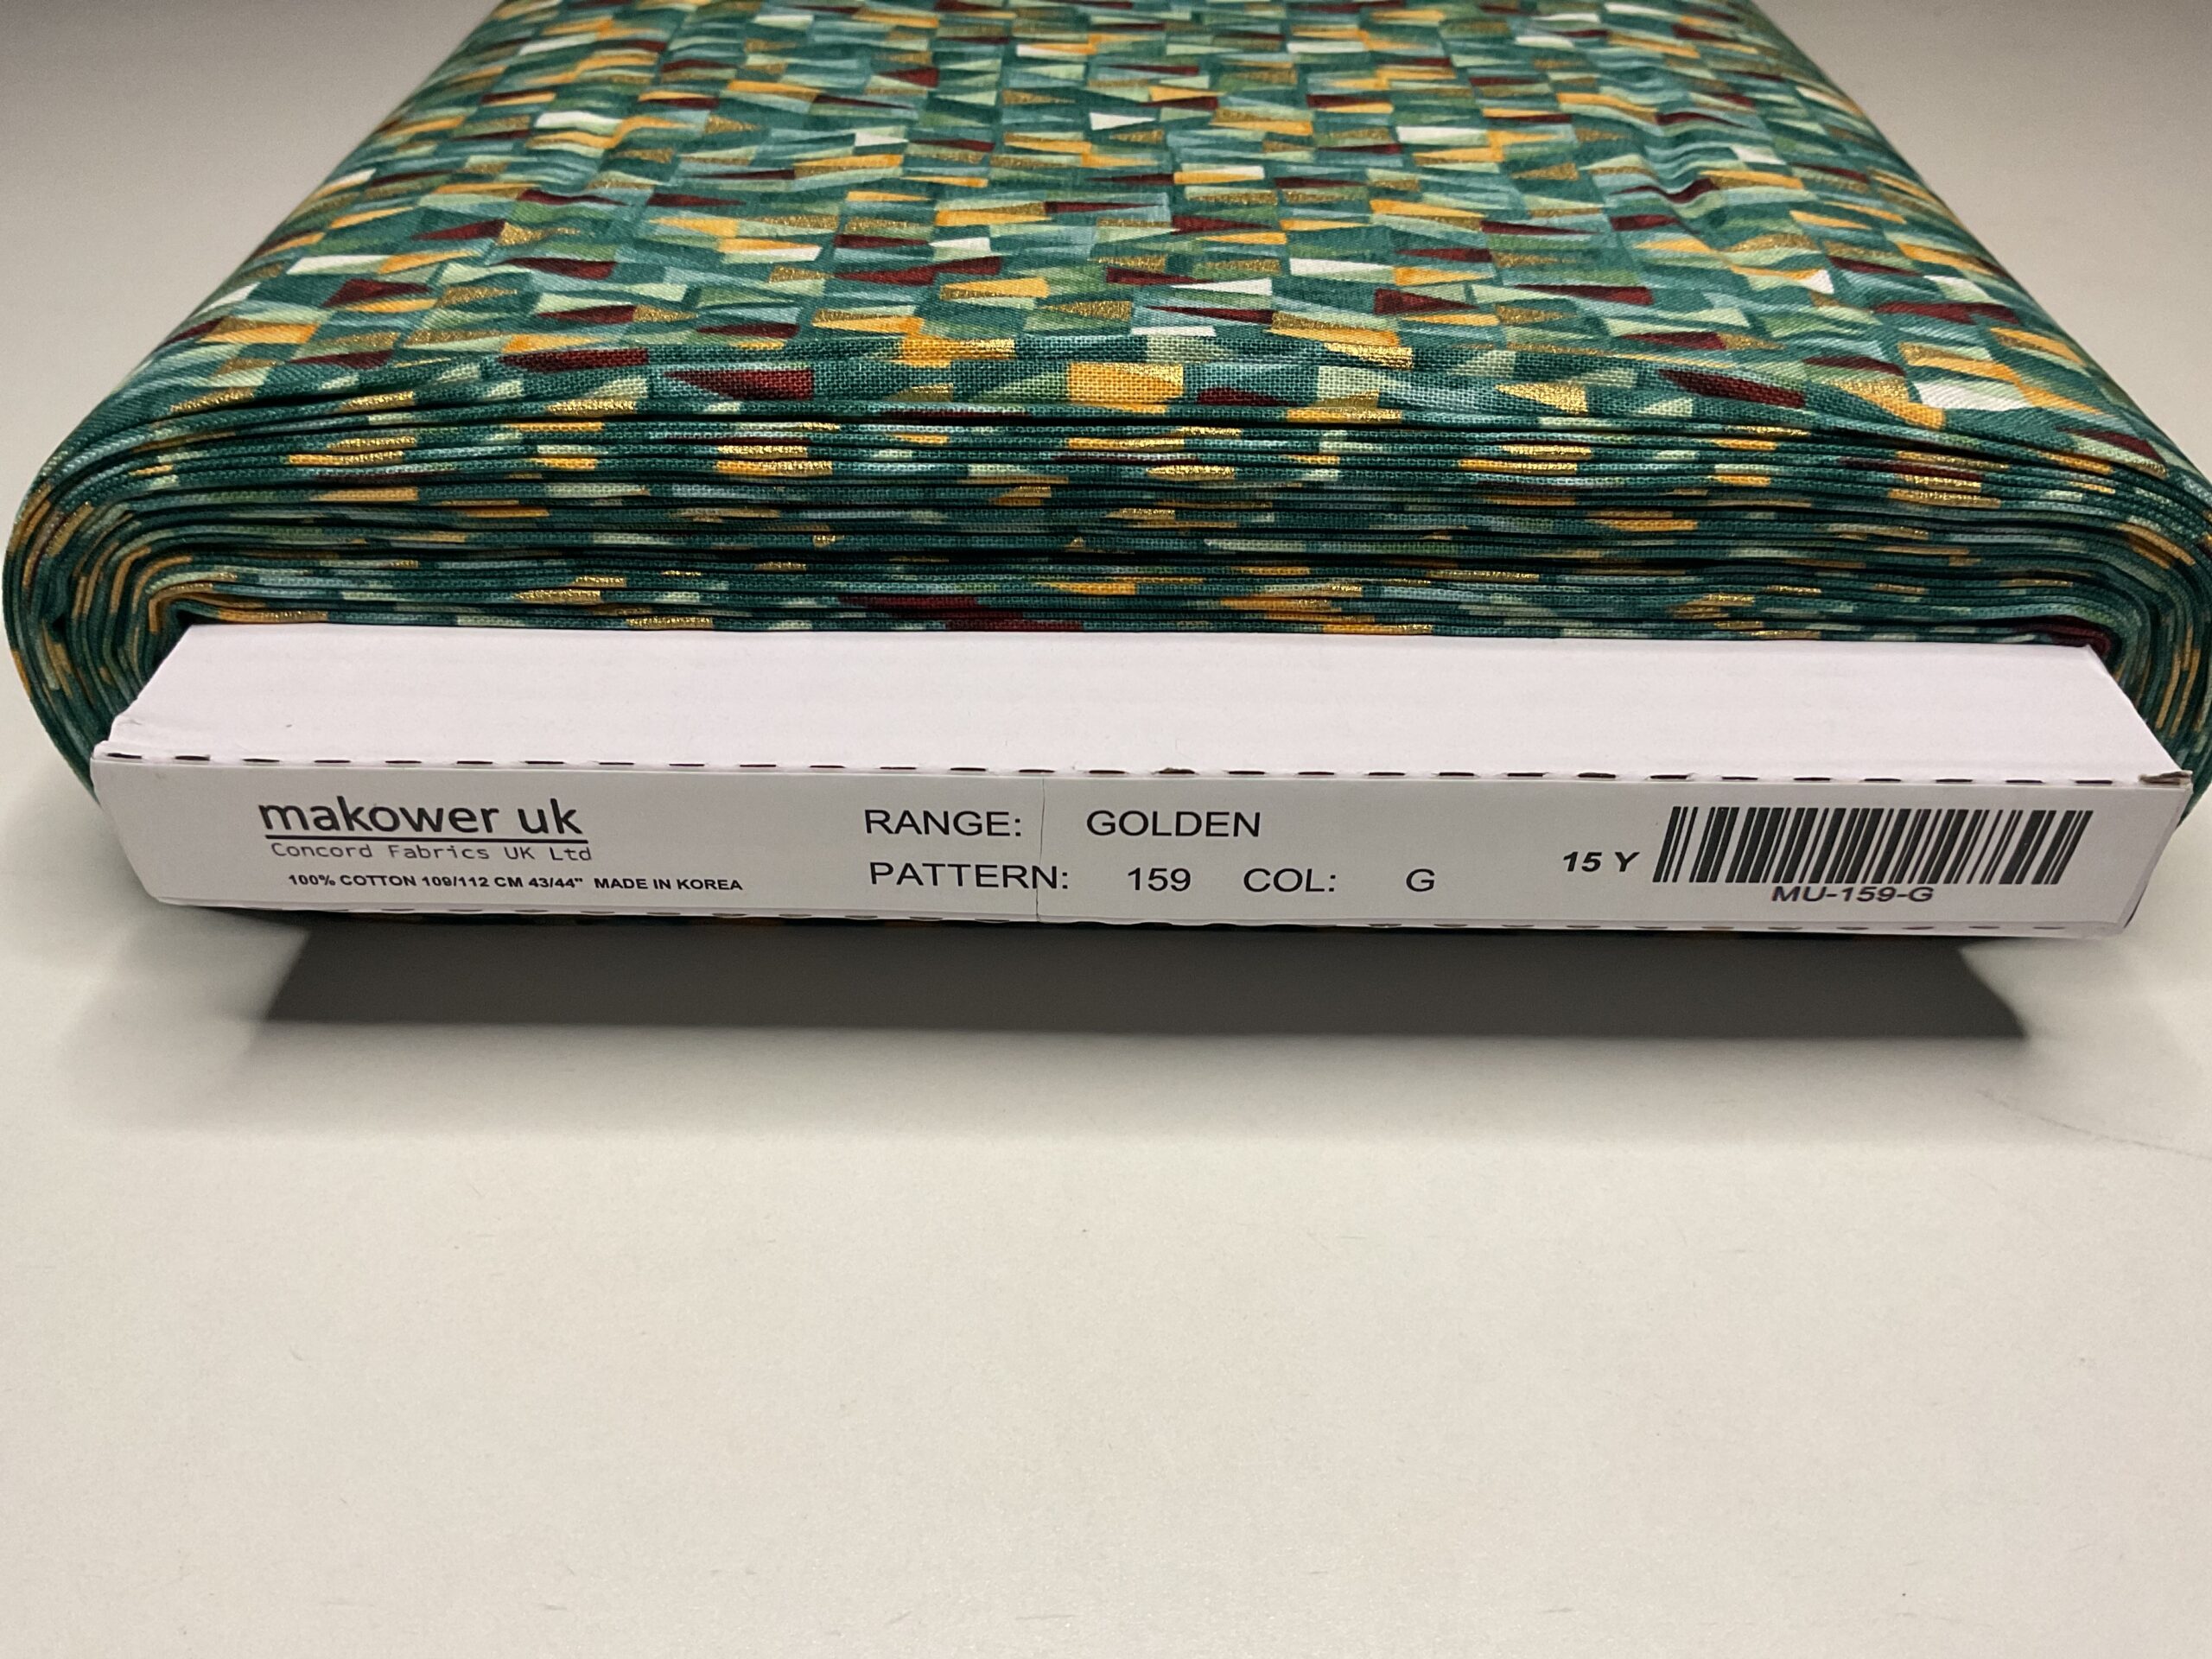 makower uk
Concord Fabrics UK Ltd
100% COTTON 109/112 CM 43/44" MADE IN KOREA
RANGE: GOLDEN
PATTERN: 159 COL: G
15 Y
MU-159-G